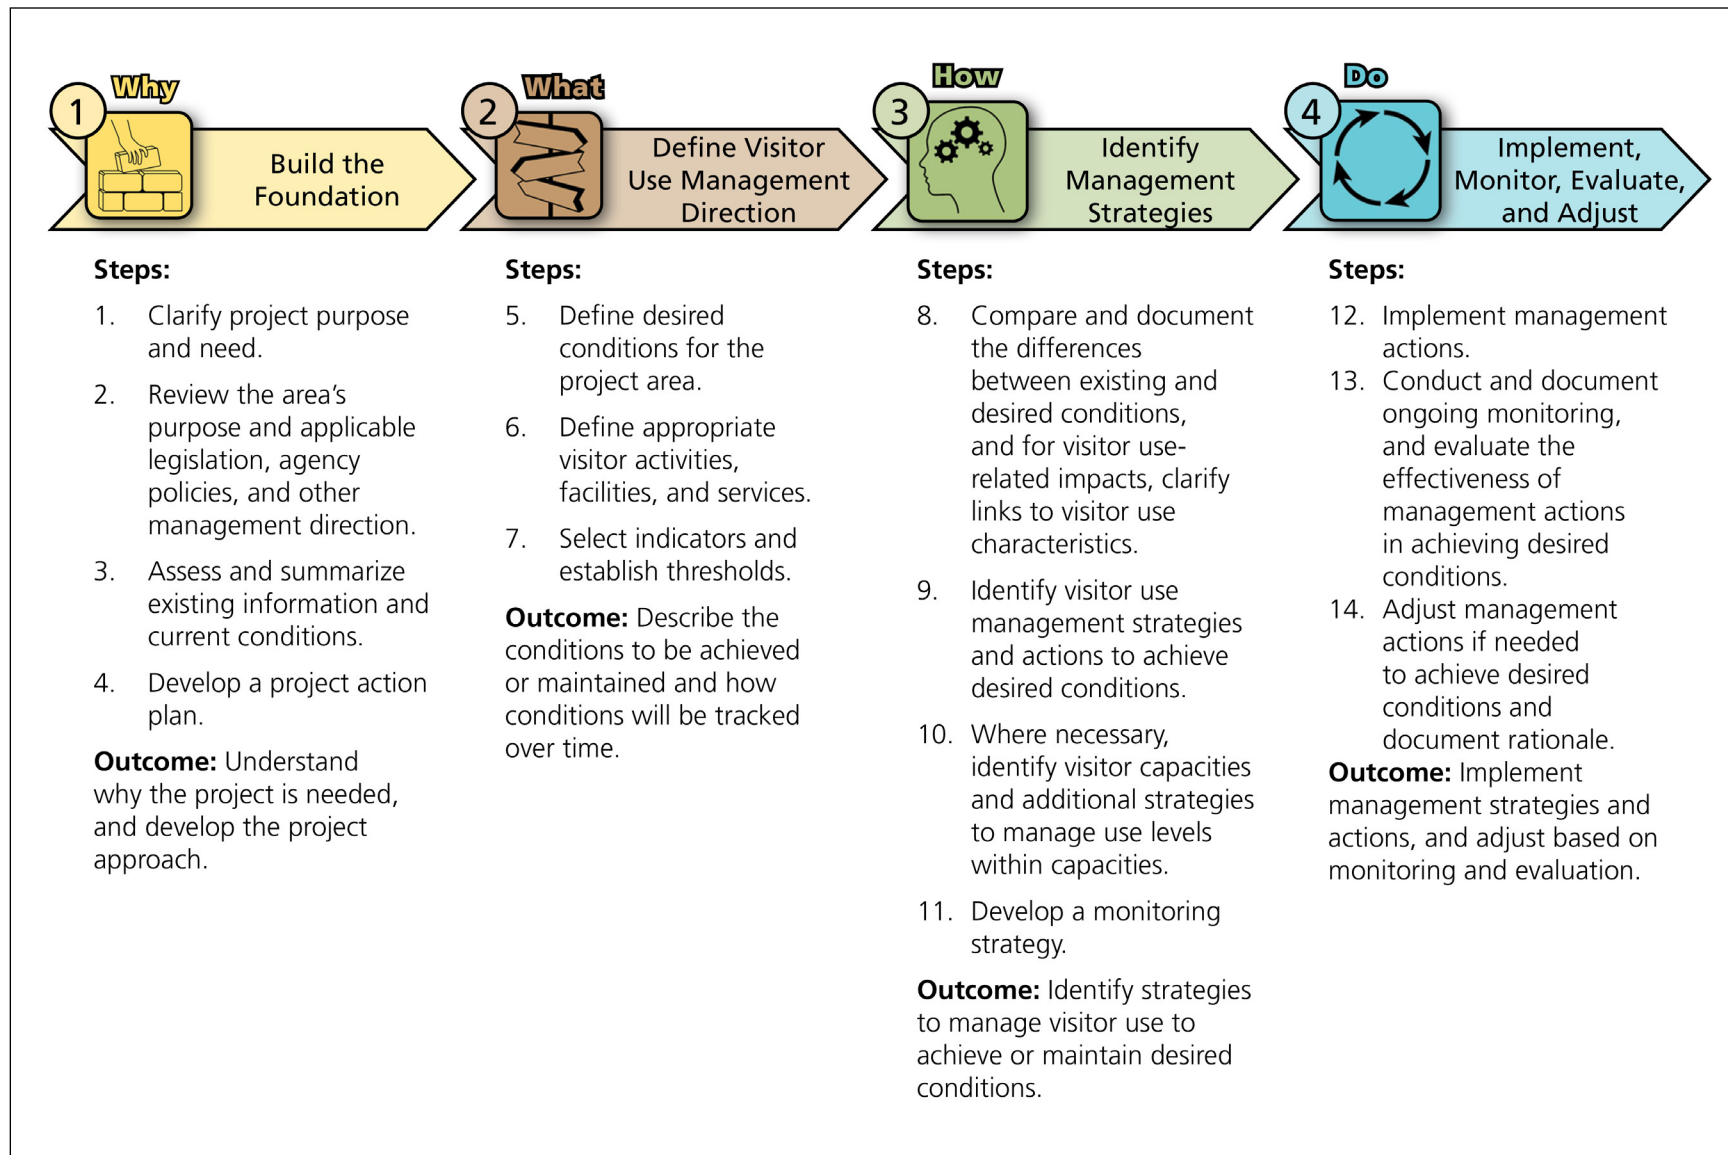 Why
1
Build the
Foundation
Steps:
1. Clarify project purpose
and need.
2. Review the area's
purpose and applicable
legislation, agency
policies, and other
management direction.
3. Assess and summarize
existing information and
current conditions.
4. Develop a project action
plan.
Outcome: Understand
why the project is needed,
and develop the project
approach.
What
2
Define Visitor
Use Management
Direction
Steps:
5. Define desired
conditions for the
project area.
6. Define appropriate
visitor activities,
facilities, and services.
7. Select indicators and
establish thresholds.
Outcome: Describe the
conditions to be achieved
or maintained and how
conditions will be tracked
over time.
How
3
Identify
Management
Strategies
Steps:
8. Compare and document
the differences
between existing and
desired conditions,
and for visitor use-
related impacts, clarify
links to visitor use
characteristics.
9. Identify visitor use
management strategies
and actions to achieve
desired conditions.
10. Where necessary,
identify visitor capacities
and additional strategies
to manage use levels
within capacities.
11. Develop a monitoring
strategy.
Outcome: Identify strategies
to manage visitor use to
achieve or maintain desired
conditions.
Do
4
Implement,
Monitor, Evaluate,
and Adjust
Steps:
12. Implement management
actions.
13. Conduct and document
ongoing monitoring,
and evaluate the
effectiveness of
management actions
in achieving desired
conditions.
14. Adjust management
actions if needed
to achieve desired
conditions and
document rationale.
Outcome: Implement
management strategies and
actions, and adjust based on
monitoring and evaluation.